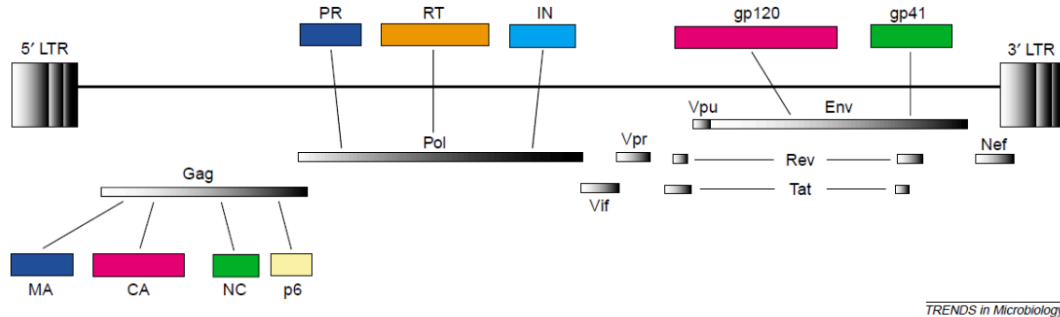 PR RT IN gp120 gp41
5′ LTR 3′ LTR
Vpu Env
Pol Vpr Rev Nef
Gag Vif Tat
MA CA NC p6
TRENDS in Microbiology